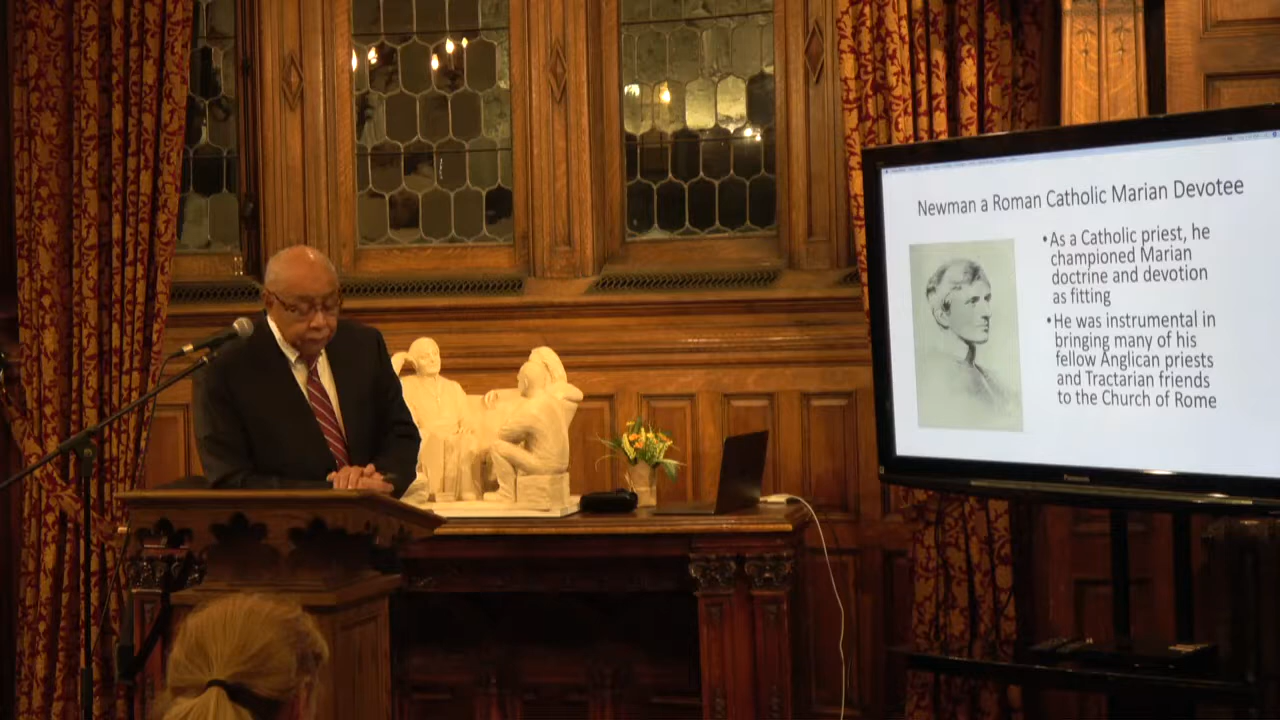 Newman a Roman Catholic Marian Devotee
•As a Catholic priest, he
championed Marian
doctrine and devotion
as fitting
•He was instrumental in
bringing many of his
fellow Anglican priests
and Tractarian friends
to the Church of Rome
Panasonic